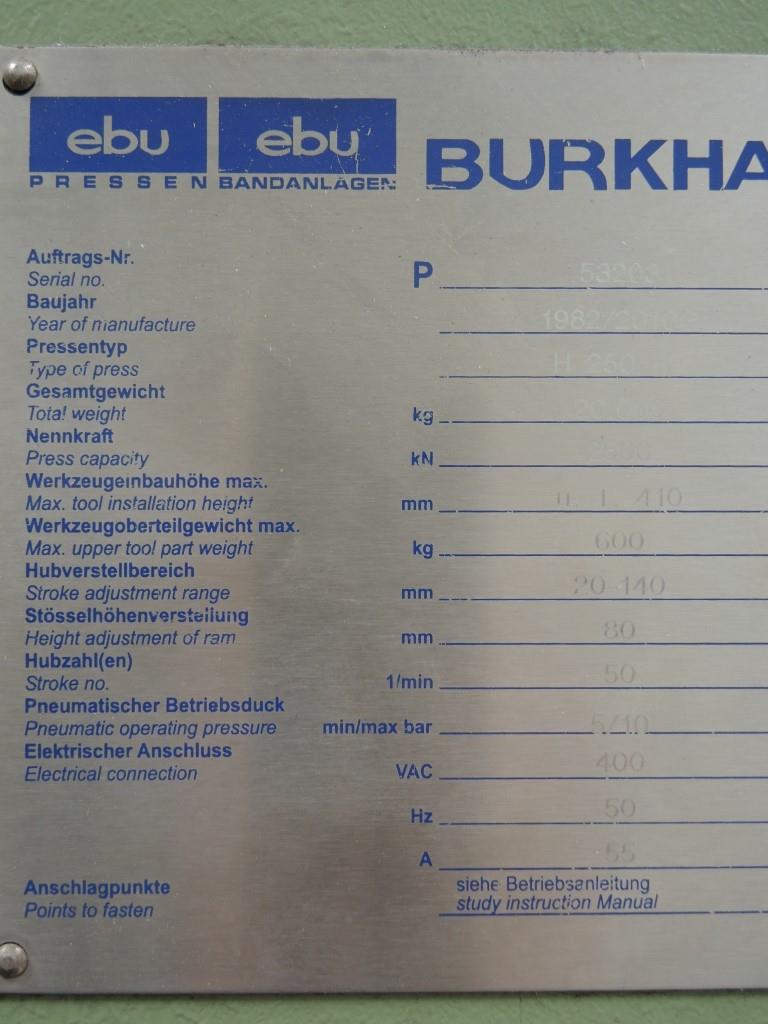 ebu ebu
PRESSEN BANDANLAGEN BURKHA
Auftrags-Nr.
Serial no. P 53203
Baujahr
Year of manufacture
Pressentyp
Type of press H 250
Gesamtgewicht
Total weight kg
Nennkraft
Press capacity kN
Werkzeugeinbauhöhe max.
Max. tool installation height mm u. T. 410
Werkzeugoberteilgewicht max.
Max. upper tool part weight kg 600
Hubverstellbereich
Stroke adjustment range mm 20-140
Stösselhöhenverstellung
Height adjustment of ram mm 80
Hubzahl(en)
Stroke no. 1/min 50
Pneumatischer Betriebsduck
Pneumatic operating pressure min/max bar 5/10
Elektrischer Anschluss
Electrical connection VAC 400
Hz 50
A 55
Anschlagpunkte siehe Betriebsanleitung
Points to fasten study instruction Manual